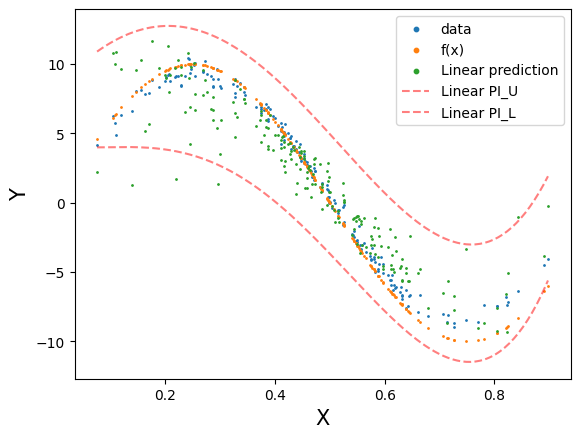 data
f(x)
Linear prediction
Linear PI_U
Linear PI_L
10
5
0
−5
−10
Y
0.2
0.4
0.6
0.8
X